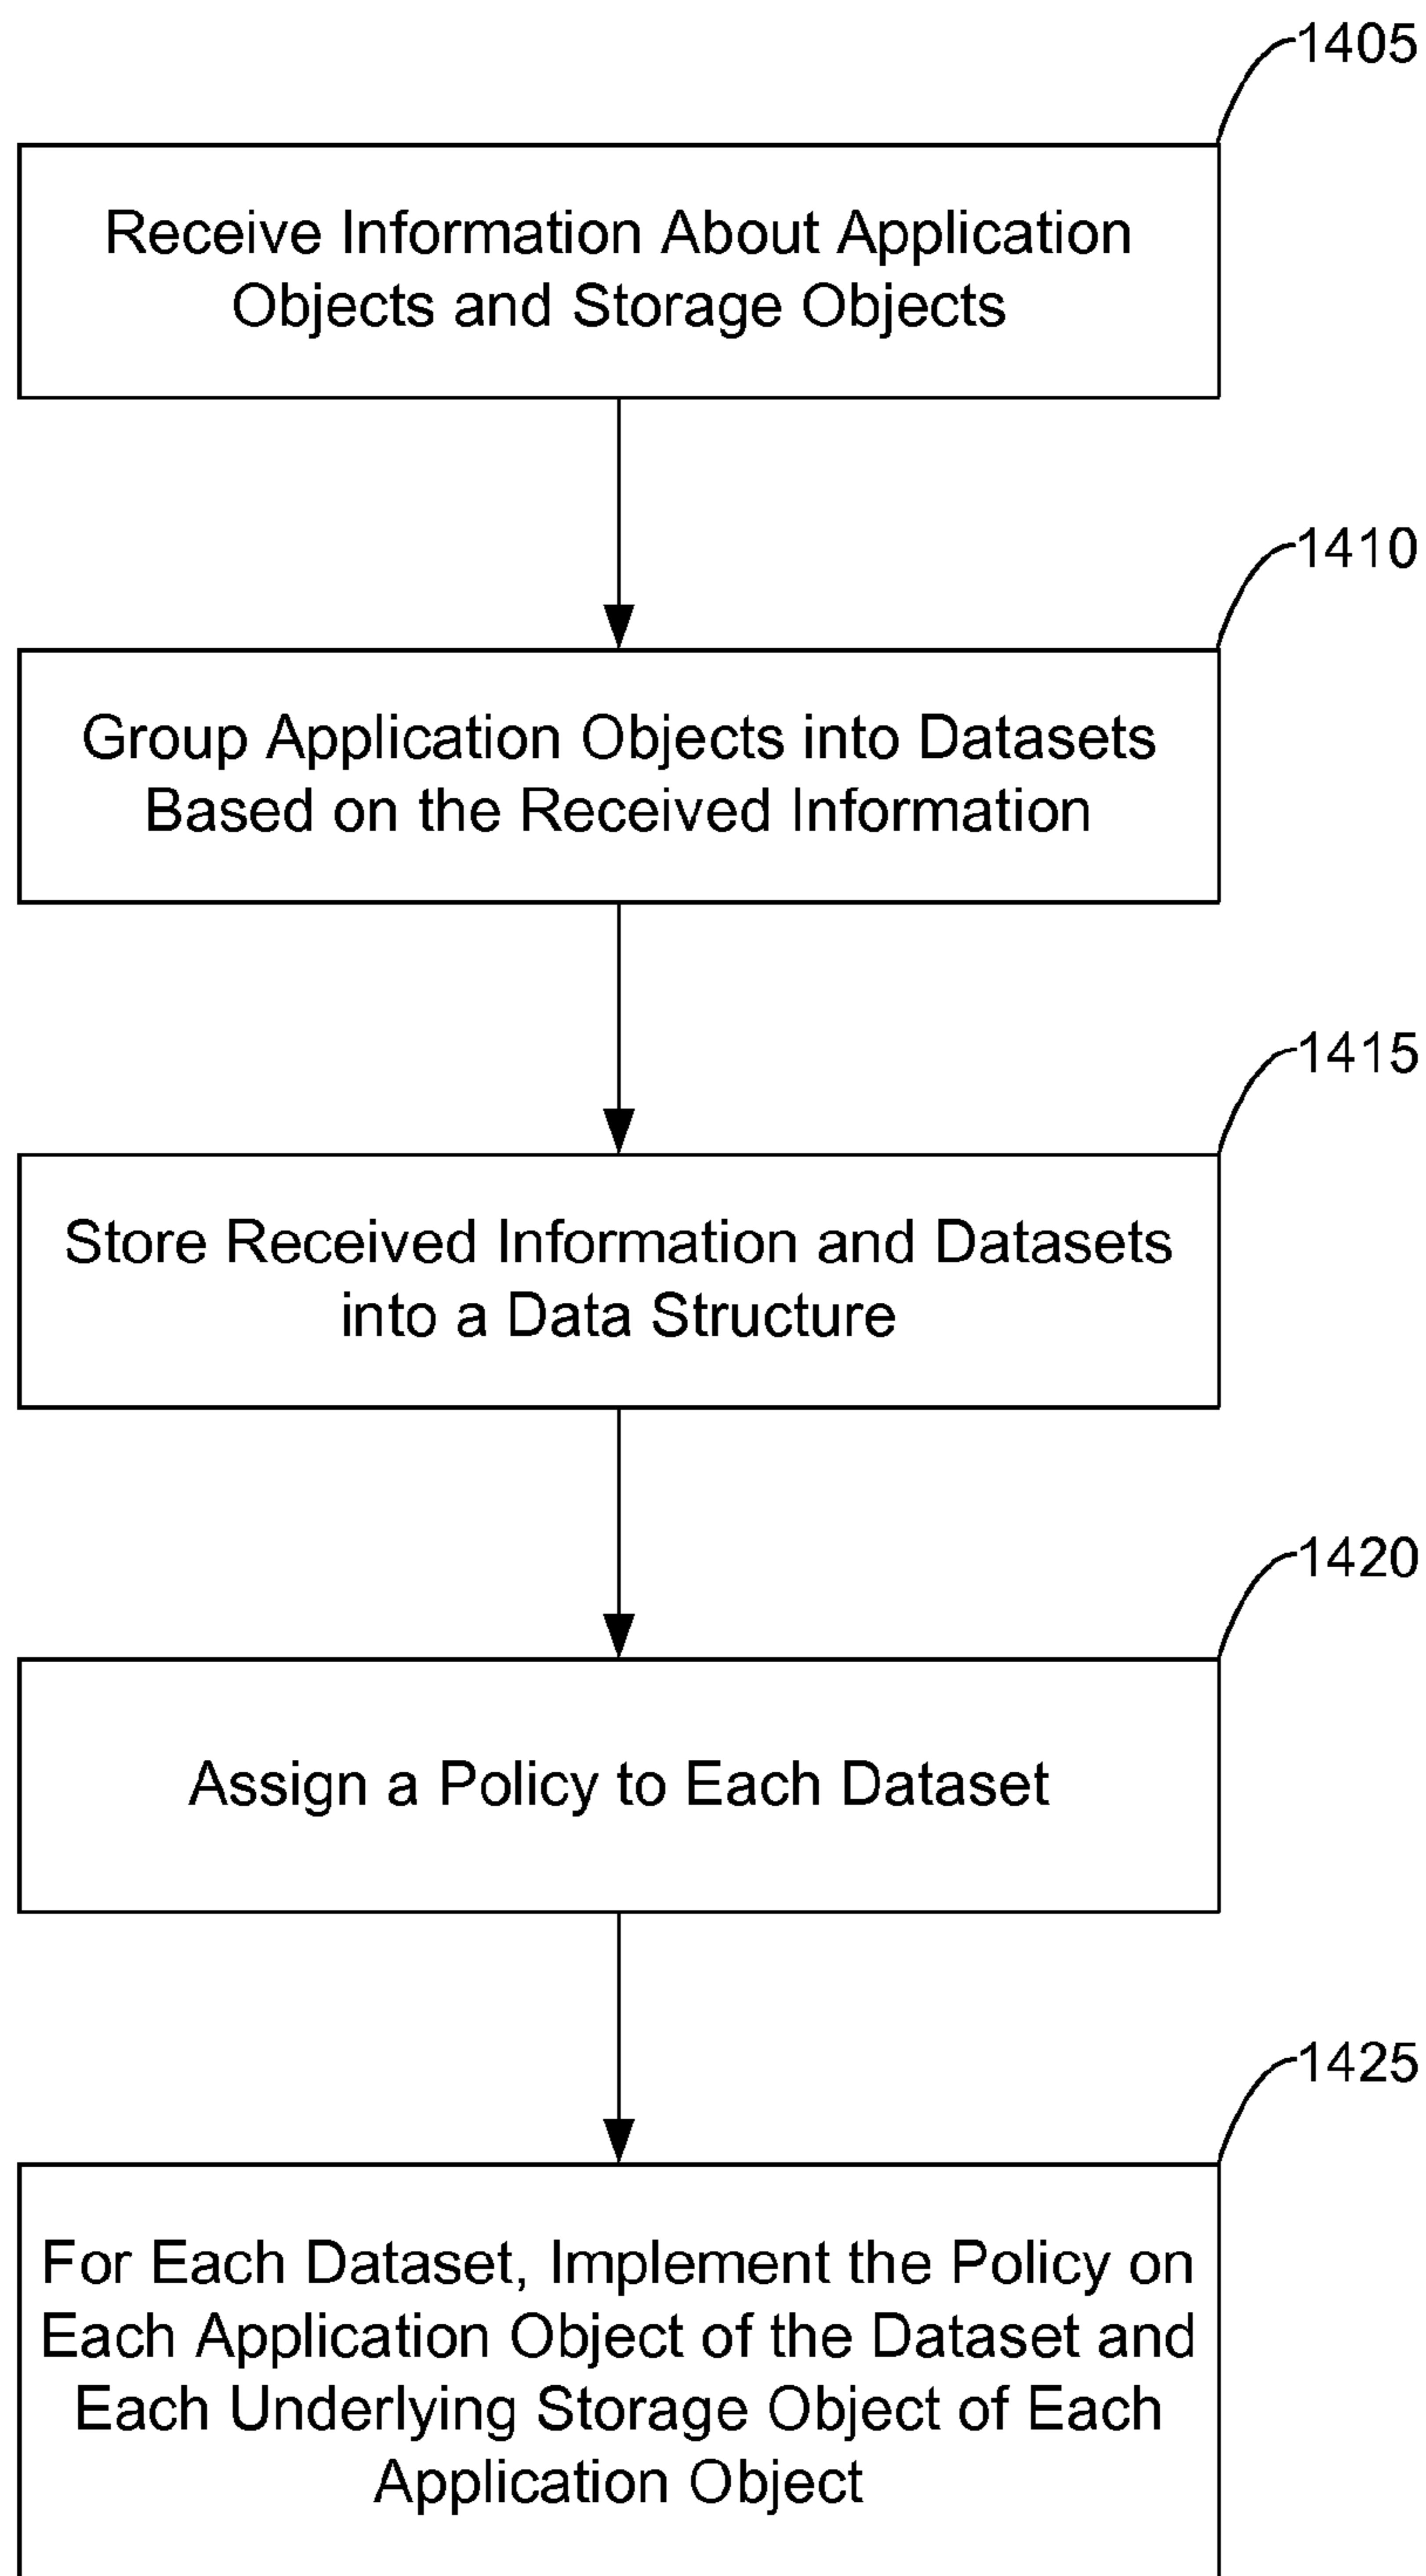 1405
Receive Information About Application
Objects and Storage Objects
1410
Group Application Objects into Datasets
Based on the Received Information
1415
Store Received Information and Datasets
into a Data Structure
1420
Assign a Policy to Each Dataset
1425
For Each Dataset, Implement the Policy on
Each Application Object of the Dataset and
Each Underlying Storage Object of Each
Application Object